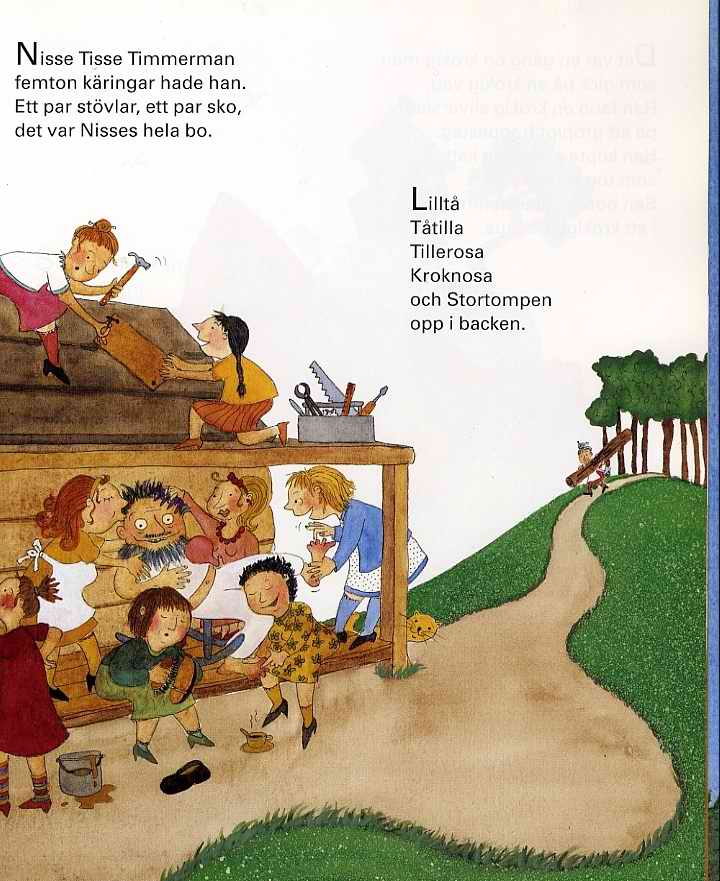 Nisse Tisse Timmerman
femton käringar hade han.
Ett par stövlar, ett par sko,
det var Nisses hela bo.
Lilltå
Tåtilla
Tillerosa
Kroknosa
och Stortompen
opp i backen.